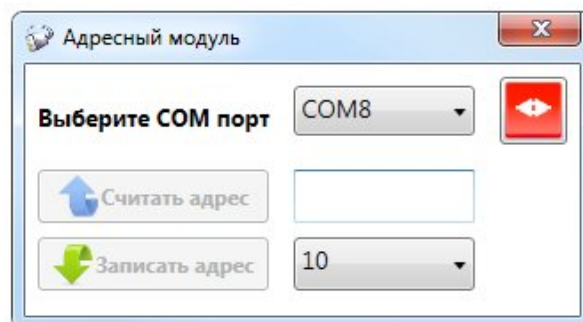 Адресный модуль
Выберите COM порт COM8
Считать адрес
Записать адрес 10